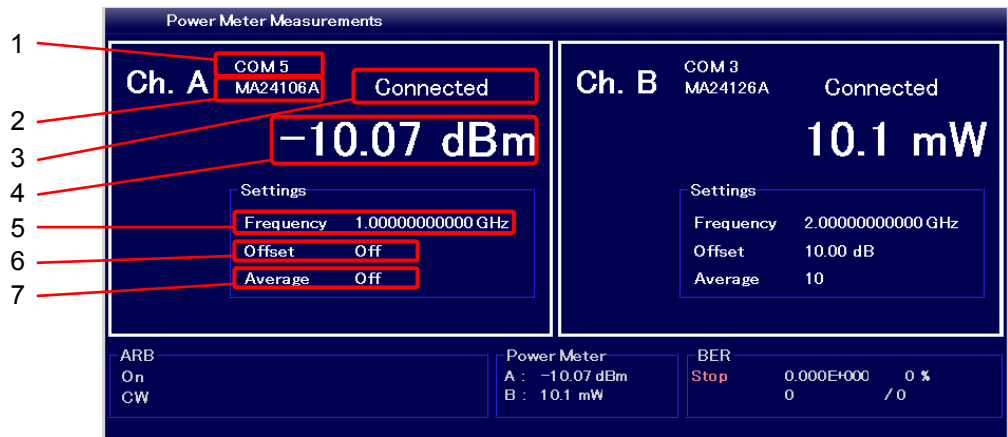 Power Meter Measurements
1
2
3
4
5
6
7
Ch. A
COM 5
MA24106A
Connected
-10.07 dBm
Settings
Frequency 1.00000000000 GHz
Offset Off
Average Off
Ch. B
COM 3
MA24126A
Connected
10.1 mW
Settings
Frequency 2.00000000000 GHz
Offset 10.00 dB
Average 10
ARB
On
CW
Power Meter
A : -10.07 dBm
B : 10.1 mW
BER
Stop 0.000E+000 0 %
0 / 0